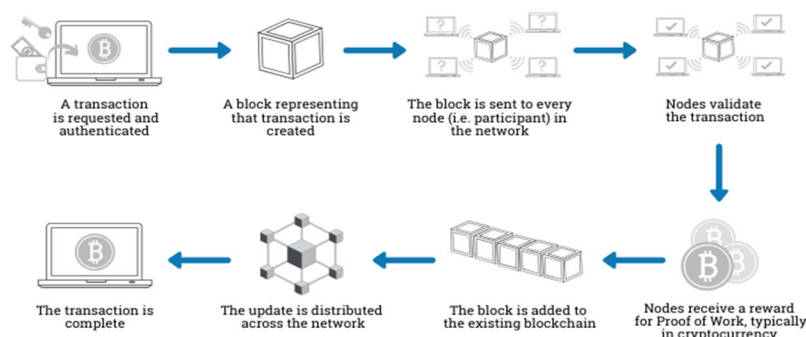 A transaction
is requested and
authenticated
A block representing
that transaction is
created
The block is sent to every
node (i.e. participant) in
the network
Nodes validate
the transaction
Nodes receive a reward
for Proof of Work, typically
in cryptocurrency
The block is added to
the existing blockchain
The update is distributed
across the network
The transaction is
complete